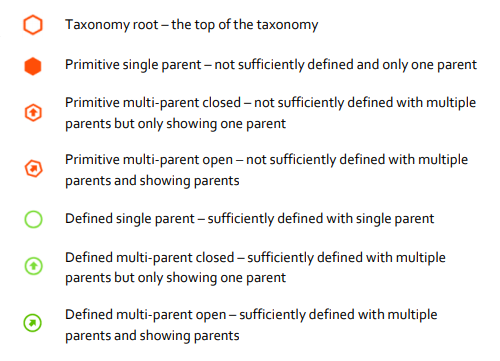 Taxonomy root – the top of the taxonomy
Primitive single parent – not sufficiently defined and only one parent
Primitive multi-parent closed – not sufficiently defined with multiple
parents but only showing one parent
Primitive multi-parent open – not sufficiently defined with multiple
parents and showing parents
Defined single parent – sufficiently defined with single parent
Defined multi-parent closed – sufficiently defined with multiple
parents but only showing one parent
Defined multi-parent open – sufficiently defined with multiple
parents and showing parents